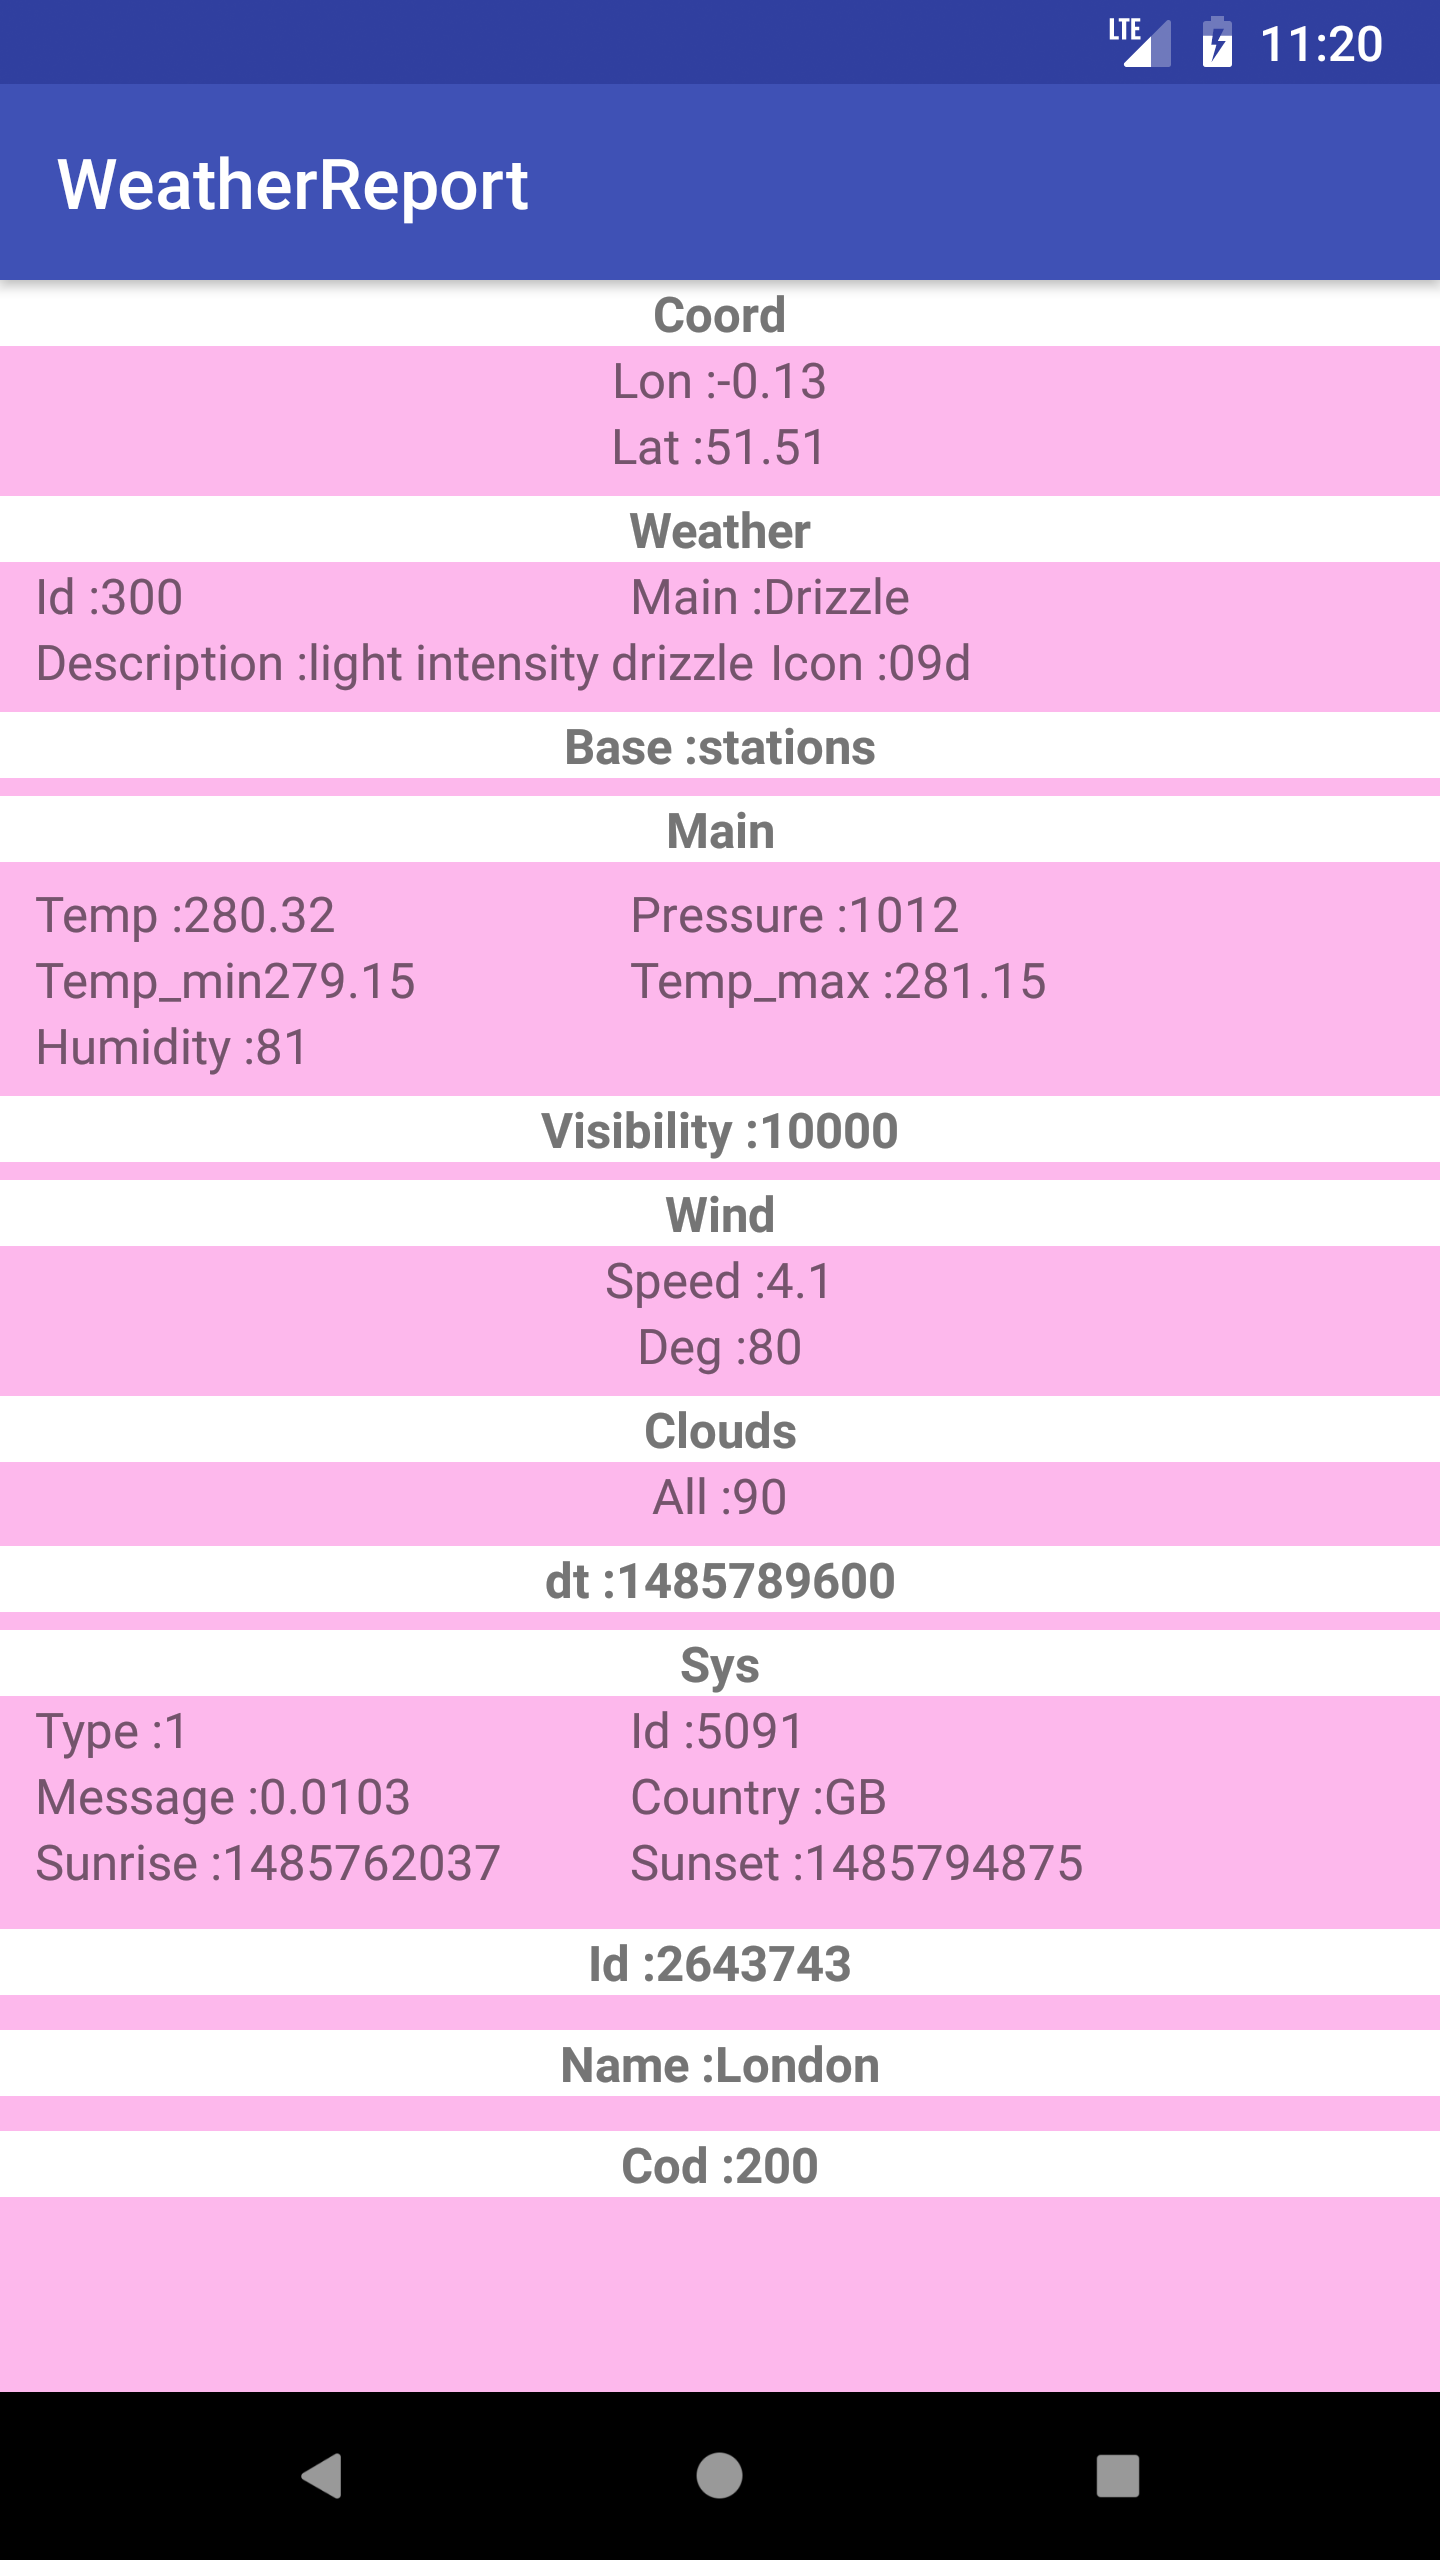 LTE 11:20
WeatherReport
Coord
Lon :-0.13
Lat :51.51
Weather
Id :300 Main :Drizzle
Description :light intensity drizzle Icon :09d
Base :stations
Main
Temp :280.32 Pressure :1012
Temp_min279.15 Temp_max :281.15
Humidity :81
Visibility :10000
Wind
Speed :4.1
Deg :80
Clouds
All :90
dt :1485789600
Sys
Type :1 Id :5091
Message :0.0103 Country :GB
Sunrise :1485762037 Sunset :1485794875
Id :2643743
Name :London
Cod :200